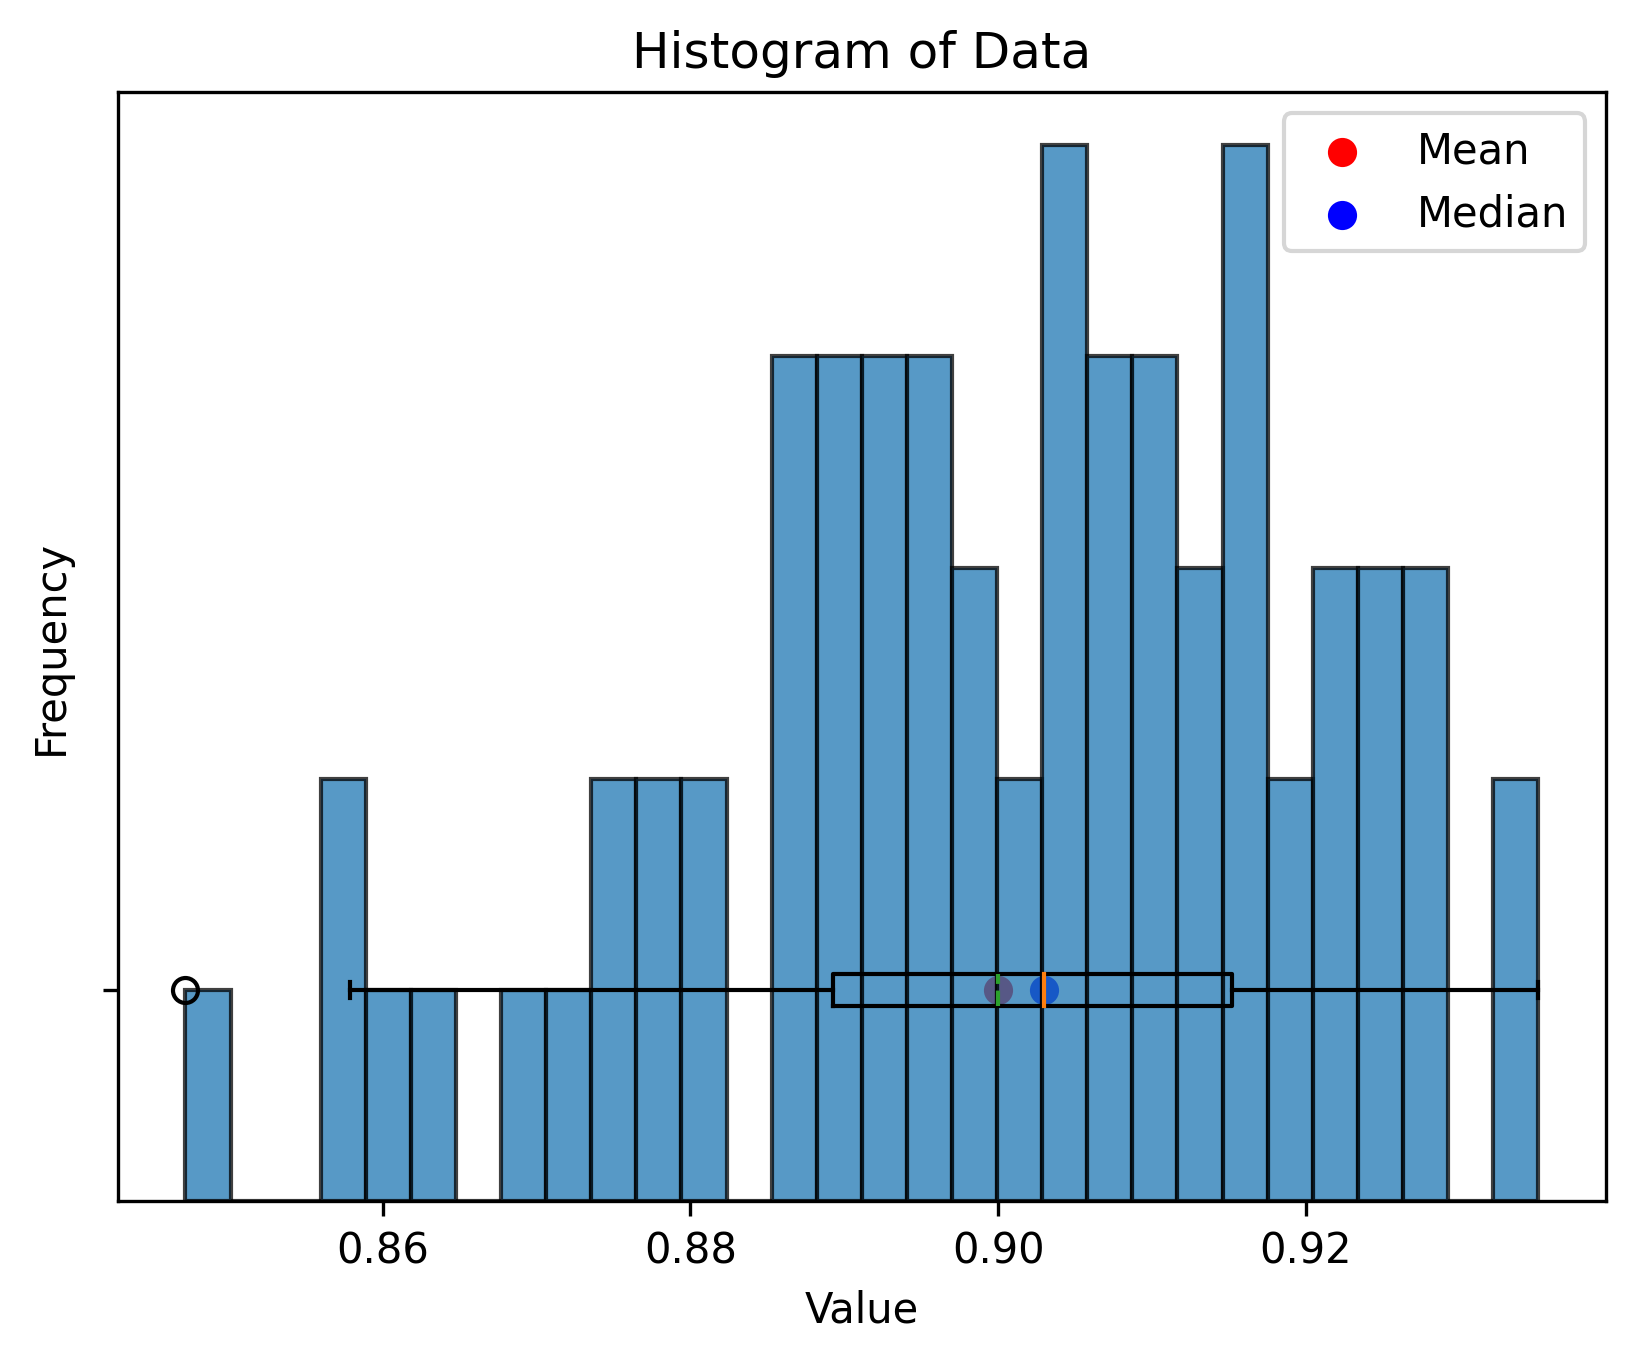 Histogram of Data
Mean
Median
Frequency
0.86 0.88 0.90 0.92
Value